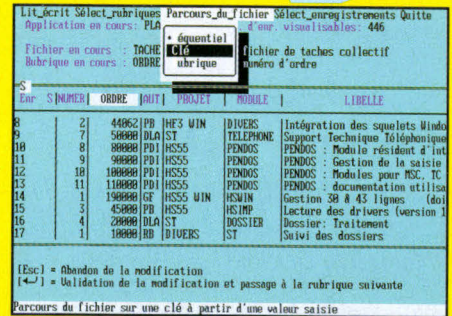 Lit_écrit Sélect_rubriques Parcours_du_fichier Sélect_enregistrements Quitte
Application en cours: PLA d'enr. visualisables: 446
• équentiel
Fichier en cours : TACHE Clé fichier de taches collectif
Rubrique en cours : ORDRE ubrique numéro d'ordre
S
Enr S NUMER ORDRE AUT PROJET MODULE LIBELLE
8 2 44062 PB HF3 WIN DIVERS Intégration des squelets Windo
9 7 50000 DLA ST TELEPHONE Support Technique Téléphonique
10 8 80000 PDI HS55 PENDOS PENDOS : Module résident d'int
11 9 90000 PDI HS55 PENDOS PENDOS : Gestion de la saisie
12 10 100000 PDI HS55 PENDOS PENDOS : Modules pour MSC, TC
13 11 110000 PDI HS55 PENDOS PENDOS : documentation utilisa
14 1 190000 GF HS55 WIN HSWIN Gestion 30 & 43 lignes (doi
15 3 45000 PB HS55 HSIMP Lecture des drivers (version 1
16 4 20000 DLA ST DOSSIER Dossier: Traitement
17 1 10000 RB DIVERS ST Suivi des dossiers
[Esc] = Abandon de la modification
[↵] = Validation de la modification et passage à la rubrique suivante
Parcours du fichier sur une clé à partir d'une valeur saisie